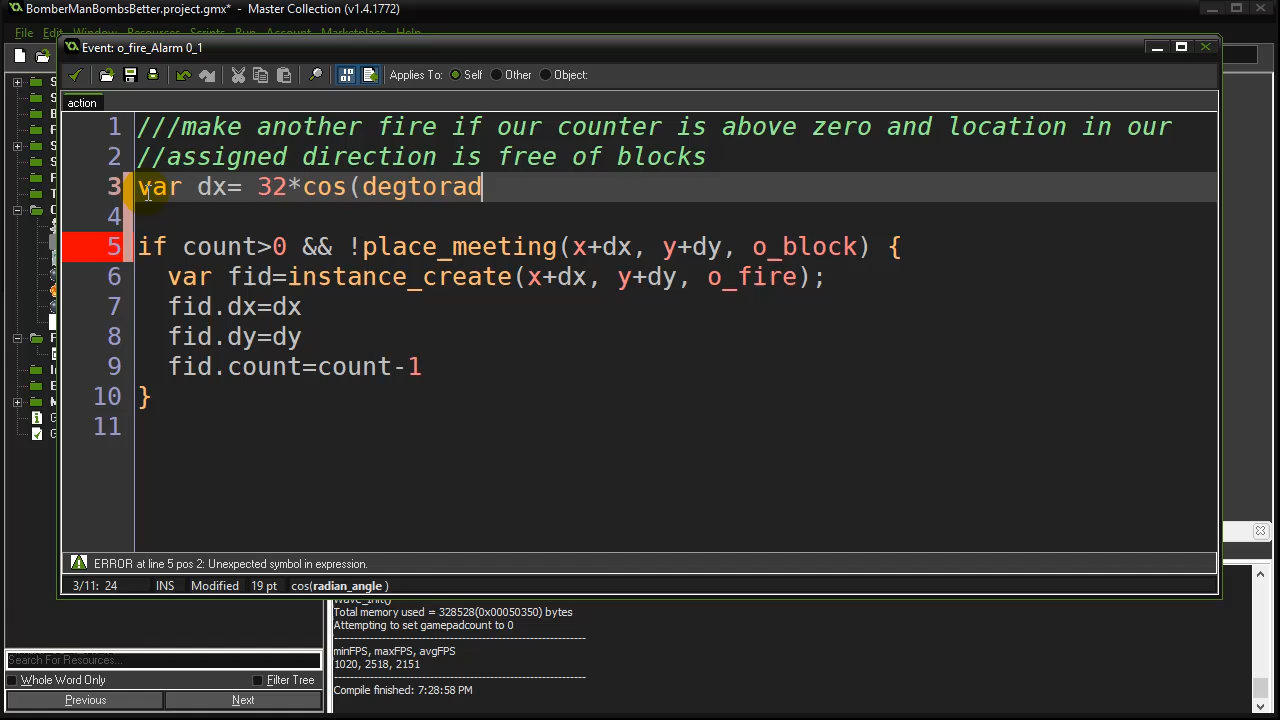 BomberManBombsBetter.project.gmx* - Master Collection (v1.4.1772)
File Edit Window Resources Scripts Run Account Marketplace Help
Event: o_fire_Alarm 0_1
Applies To: Self Other Object:
action
1 ///make another fire if our counter is above zero and location in our
2 //assigned direction is free of blocks
3 var dx= 32*cos(degtorad
4
5 if count>0 && !place_meeting(x+dx, y+dy, o_block) {
6 var fid=instance_create(x+dx, y+dy, o_fire);
7 fid.dx=dx
8 fid.dy=dy
9 fid.count=count-1
10 }
11
ERROR at line 5 pos 2: Unexpected symbol in expression.
3/11: 24 INS Modified 19 pt cos(radian_angle )
Total memory used = 328528(0x00050350) bytes
Attempting to set gamepadcount to 0
minFPS, maxFPS, avgFPS
1020, 2518, 2151
Compile finished: 7:28:58 PM
Search For Resources...
Whole Word Only Filter Tree
Previous Next